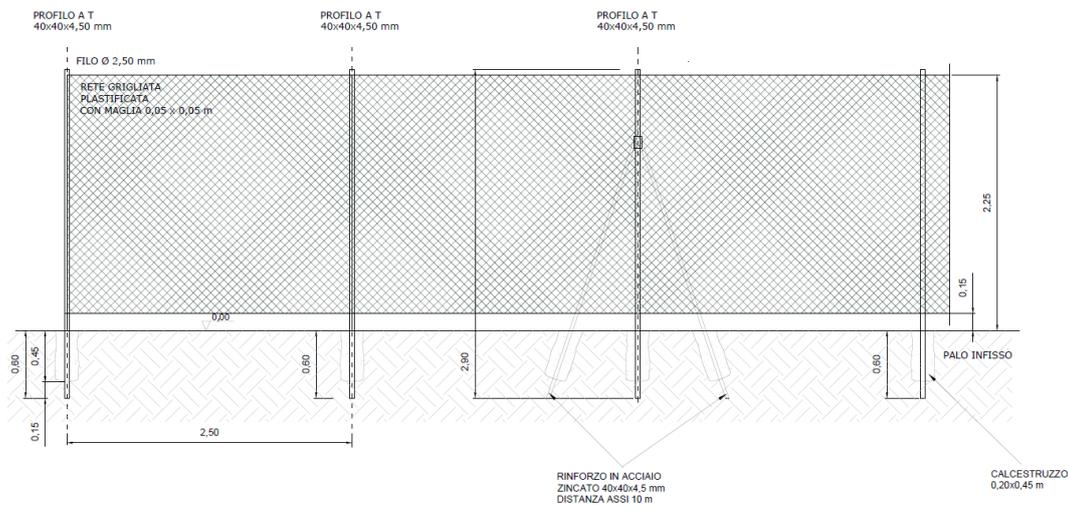 PROFILO A T
40x40x4,50 mm
PROFILO A T
40x40x4,50 mm
PROFILO A T
40x40x4,50 mm
FILO Ø 2,50 mm
RETE GRIGLIATA
PLASTIFICATA
CON MAGLIA 0,05 x 0,05 m
2,25
0,15
0,00
0,60
0,45
0,60
2,90
0,60
PALO INFISSO
0,15
2,50
RINFORZO IN ACCIAIO
ZINCATO 40x40x4,5 mm
DISTANZA ASSI 10 m
CALCESTRUZZO
0,20x0,45 m